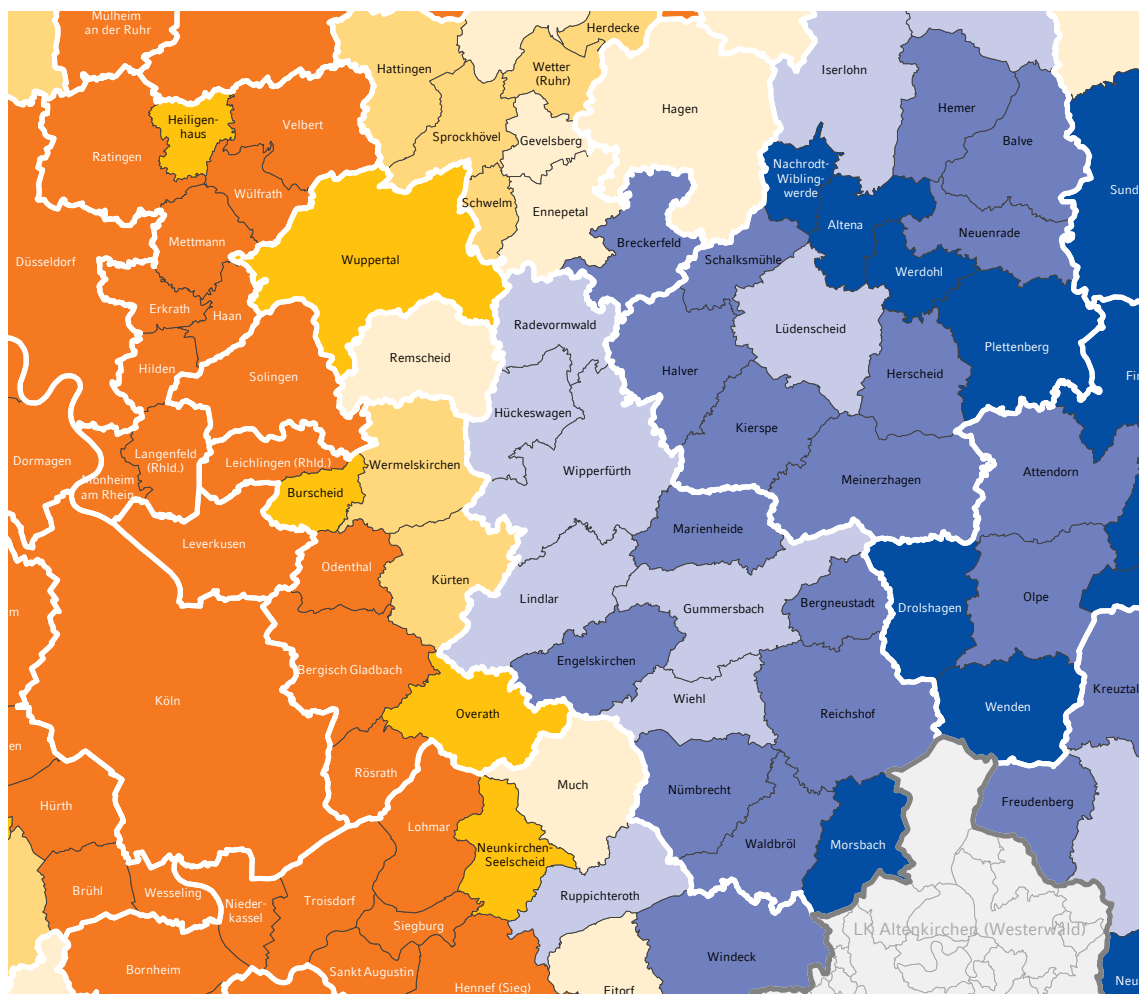 Mülheim
an der Ruhr
Herdecke
Hattingen
Wetter
(Ruhr)
Iserlohn
Hagen
Hemer
Heiligen-
haus
Velbert
Sprockhövel
Gevelsberg
Balve
Ratingen
Nachrodt-
Wibling-
werde
Wülfrath
Schwelm
Ennepetal
Altena
Mettmann
Breckerfeld
Neuenrade
Düsseldorf
Wuppertal
Schalksmühle
Werdohl
Erkrath
Haan
Radevormwald
Lüdenscheid
Plettenberg
Remscheid
Hilden
Solingen
Halver
Herscheid
Hückeswagen
Kierspe
Dormagen
Langenfeld
(Rhld.)
Leichlingen (Rhld.)
Wermelskirchen
Wipperfürth
Attendorn
Monheim
am Rhein
Burscheid
Meinerzhagen
Leverkusen
Marienheide
Odenthal
Kürten
Lindlar
Gummersbach
Bergneustadt
Drolshagen
Olpe
Bergisch Gladbach
Engelskirchen
Köln
Overath
Wiehl
Reichshof
Wenden
Rösrath
Much
Nümbrecht
Hürth
Lohmar
Freudenberg
Neunkirchen-
Seelscheid
Waldbröl
Morsbach
Brühl
Wesseling
Nieder-
kassel
Troisdorf
Ruppichteroth
Siegburg
LK Altenkirchen (Westerwald)
Bornheim
Sankt Augustin
Windeck
Hennef (Sieg)
Eitorf